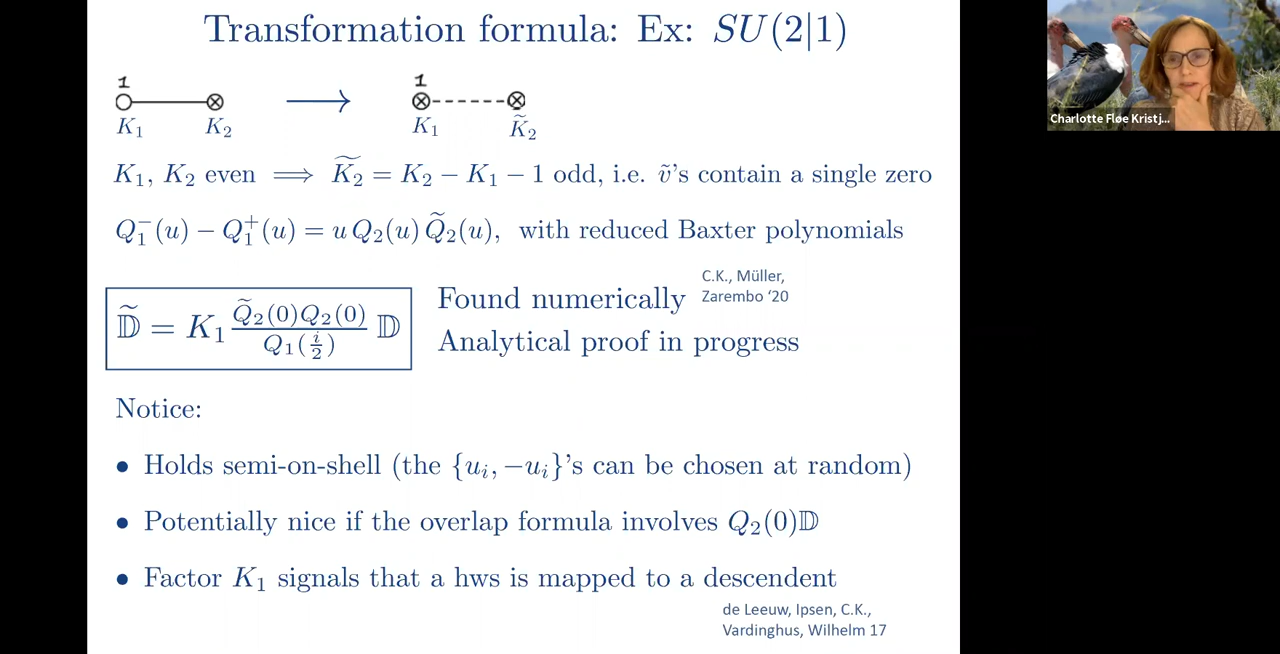 Transformation formula: Ex: SU(2|1)
1 1
K₁ K₂ K₁ K̃₂
K₁, K₂ even ⟹ K̃₂ = K₂ − K₁ − 1 odd, i.e. ṽ's contain a single zero
Q₁⁻(u) − Q₁⁺(u) = u Q₂(u) Q̃₂(u), with reduced Baxter polynomials
𝔻̃ = K₁ Q̃₂(0)Q₂(0) / Q₁(i/2) 𝔻
Found numerically
C.K., Müller,
Zarembo '20
Analytical proof in progress
Notice:
• Holds semi-on-shell (the {uᵢ, −uᵢ}'s can be chosen at random)
• Potentially nice if the overlap formula involves Q₂(0)𝔻
• Factor K₁ signals that a hws is mapped to a descendent
de Leeuw, Ipsen, C.K.,
Vardinghus, Wilhelm 17
Charlotte Fløe Kristj...